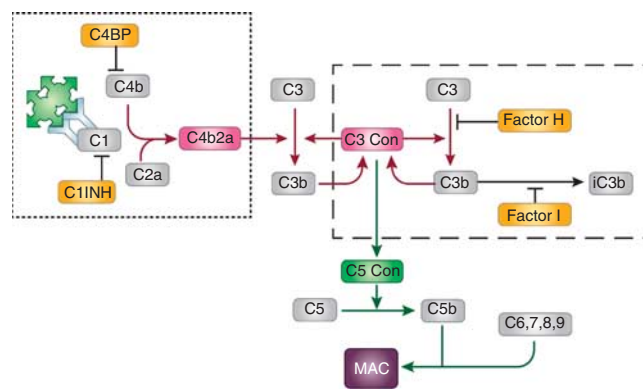 C4BP
C4b
C1
C4b2a
C2a
C1INH
C3
C3b
C3 Con
C3
Factor H
C3b
iC3b
Factor I
C5 Con
C5
C5b
C6,7,8,9
MAC